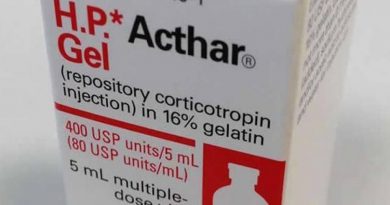 H.P.* Acthar®
Gel
(repository corticotropin
injection) in 16% gelatin
400 USP units/5 mL
(80 USP units/mL)
5 mL multiple-